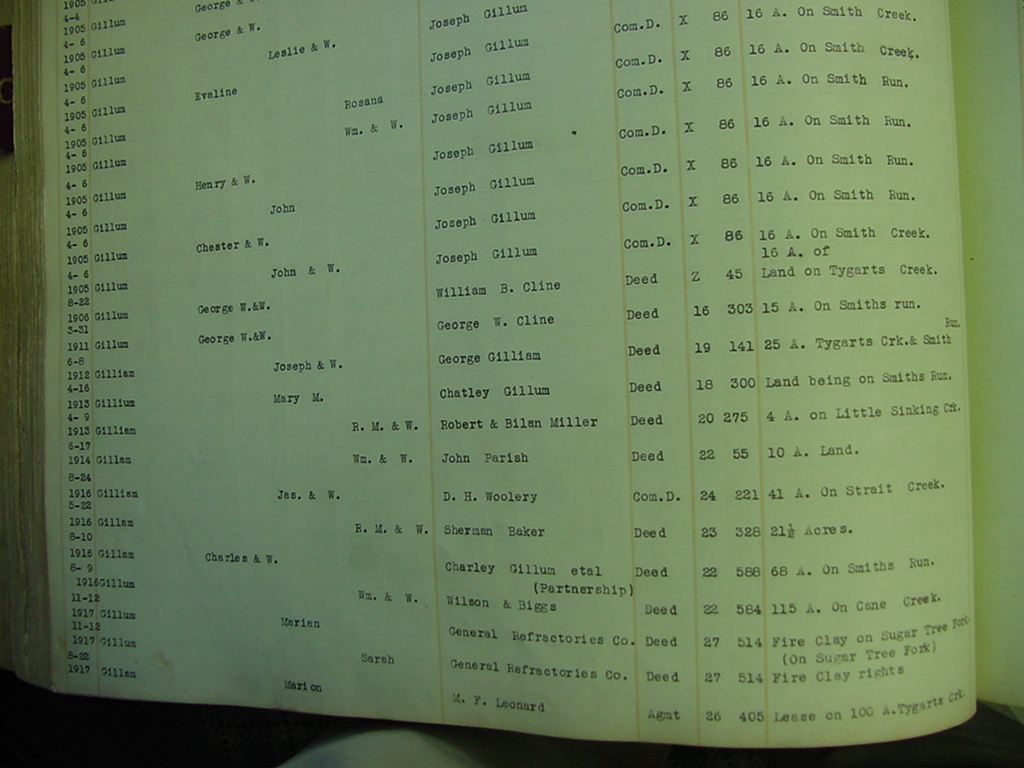 1905 Gillum George & W. Joseph Gillum Com.D. X 86 16 A. On Smith Creek.
4-4
1905 Gillum George & W. Joseph Gillum Com.D. X 86 16 A. On Smith Creek.
4- 6
1905 Gillum Leslie & W. Joseph Gillum Com.D. X 86 16 A. On Smith Run.
4- 6
1905 Gillum Evaline Joseph Gillum Com.D. X 86 16 A. On Smith Run.
4- 6
1905 Gillum Rosana Joseph Gillum Com.D. X 86 16 A. On Smith Run.
4- 6
1905 Gillum Wm. & W. Joseph Gillum Com.D. X 86 16 A. On Smith Run.
4- 6
1905 Gillum Henry & W. Joseph Gillum Com.D. X 86 16 A. On Smith Creek.
4- 6
1905 Gillum John
4- 6
1905 Gillum Chester & W.
4- 6 16 A. of
1905 Gillum John & W. William B. Cline Deed Z 45 Land on Tygarts Creek.
8-22
1906 Gillum George W.&W. George W. Cline Deed 16 303 15 A. On Smiths run.
3-31 Run.
1911 Gillum George W.&W. George Gilliam Deed 19 141 25 A. Tygarts Crk.& Smith
6-8
1912 Gilliam Joseph & W. Chatley Gillum Deed 18 300 Land being on Smiths Run.
4-16
1913 Gillium Mary M. Robert & Bilan Miller Deed 20 275 4 A. on Little Sinking Crk.
4- 9
1913 Gilliam R. M. & W. John Parish Deed 22 55 10 A. Land.
6-17
1914 Gillam Wm. & W. D. H. Woolery Com.D. 24 221 41 A. On Strait Creek.
8-24
1916 Gilliam Jas. & W. Sherman Baker Deed 23 328 21½ Acres.
5-22
1916 Gillam R. M. & W. Charley Gillum etal Deed 22 588 68 A. On Smiths Run.
8-10 (Partnership)
1916 Gillam Charles & W. Wilson & Biggs Deed 22 584 115 A. On Cane Creek.
8- 9
1916Gillum Wm. & W. General Refractories Co. Deed 27 514 Fire Clay on Sugar Tree Fork.
11-12 (On Sugar Tree Fork)
1917 Gillum Marian General Refractories Co. Deed 27 514 Fire Clay rights
11-12
1917 Gillum Sarah M. F. Leonard Agmt 26 405 Lease on 100 A.Tygarts Crk.
8-22
1917 Gillam Marion